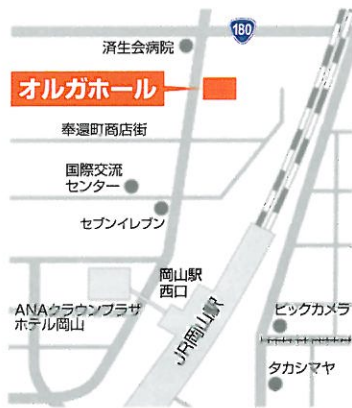 180
済生会病院
オルガホール
奉還町商店街
国際交流
センター
セブンイレブン
岡山駅
西口
ANAクラウンプラザ
ホテル岡山
JR岡山駅
ビックカメラ
タカシマヤ